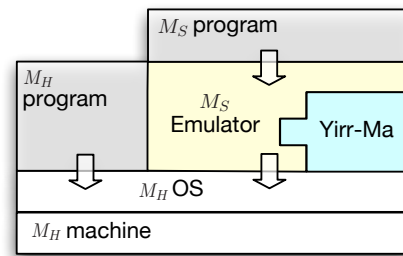 M_S program
M_H
program
M_S
Emulator
Yirr-Ma
M_H OS
M_H machine